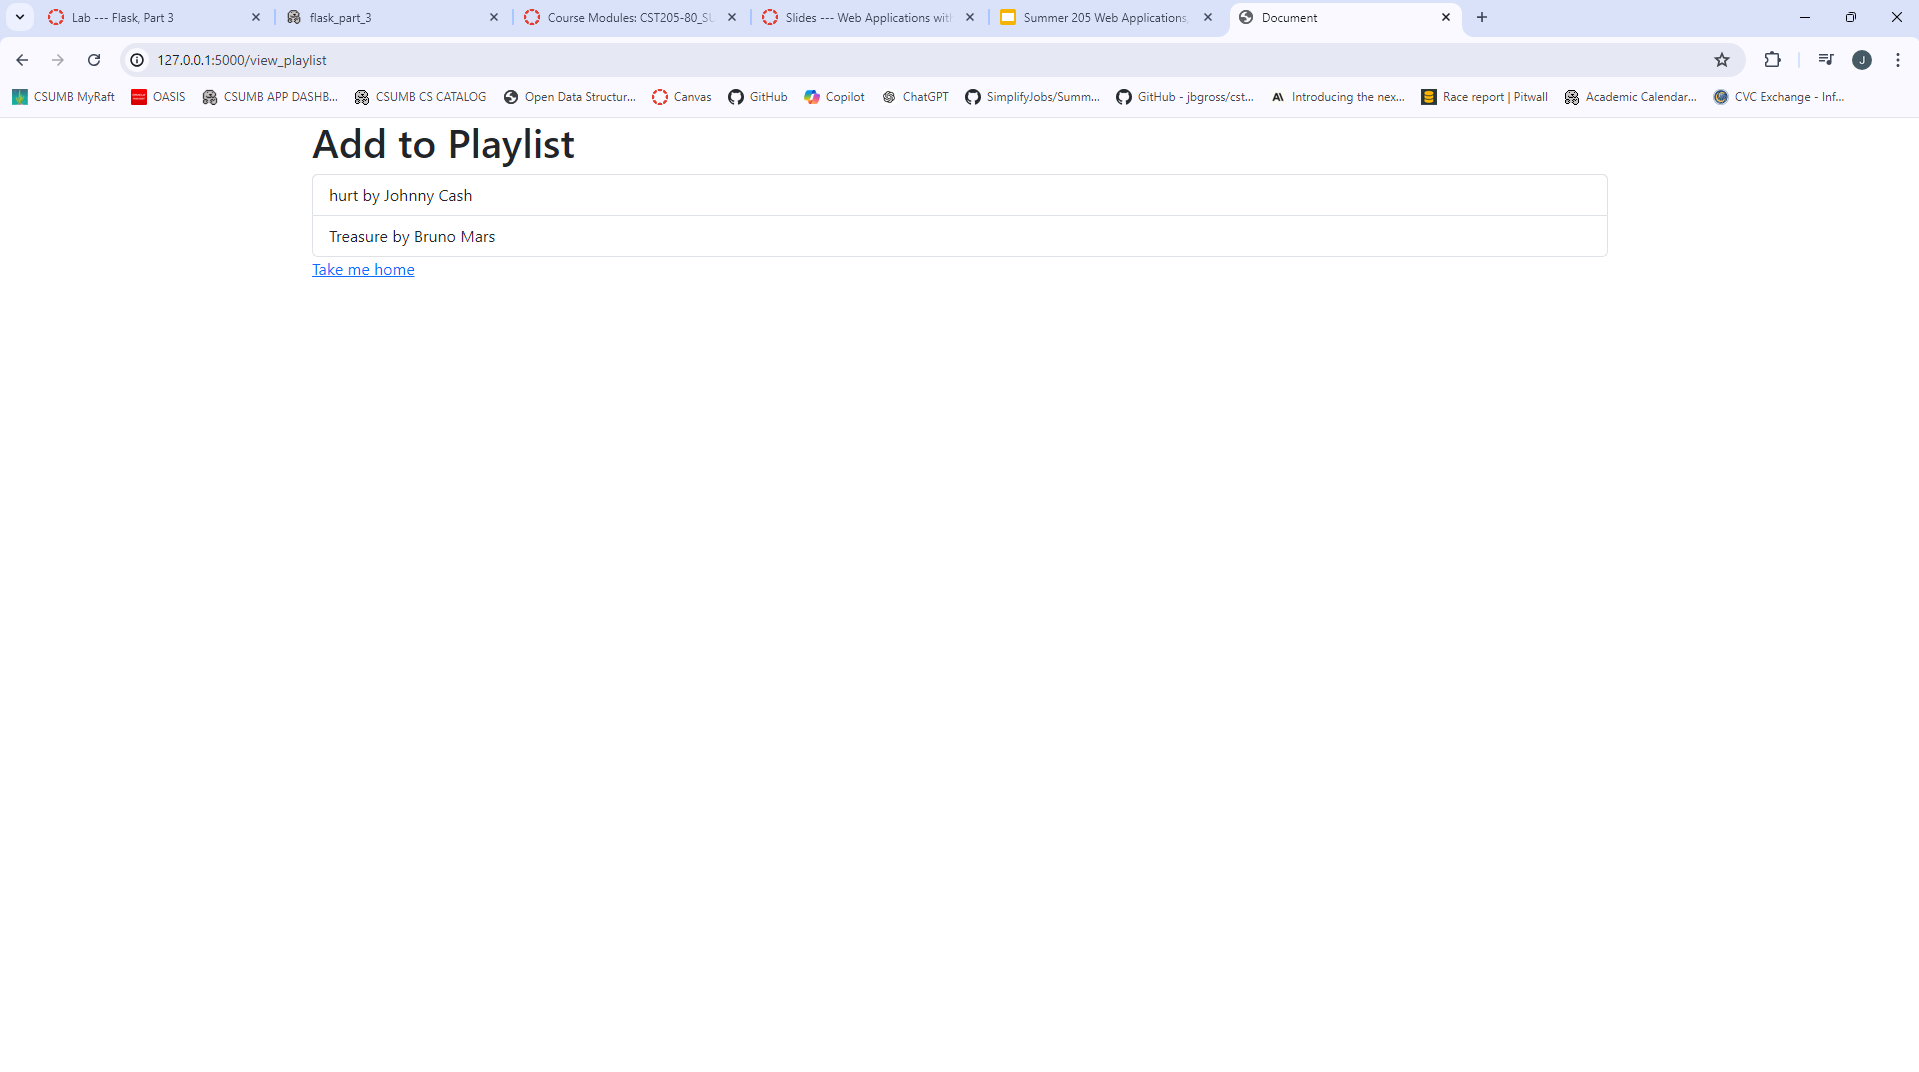 Lab --- Flask, Part 3
flask_part_3
Course Modules: CST205-80_SU
Slides --- Web Applications with
Summer 205 Web Applications,
Document
127.0.0.1:5000/view_playlist
J
CSUMB MyRaft
OASIS
CSUMB APP DASHB...
CSUMB CS CATALOG
Open Data Structur...
Canvas
GitHub
Copilot
ChatGPT
SimplifyJobs/Summ...
GitHub - jbgross/cst...
Introducing the nex...
Race report | Pitwall
Academic Calendar...
CVC Exchange - Inf...
Add to Playlist
hurt by Johnny Cash
Treasure by Bruno Mars
Take me home